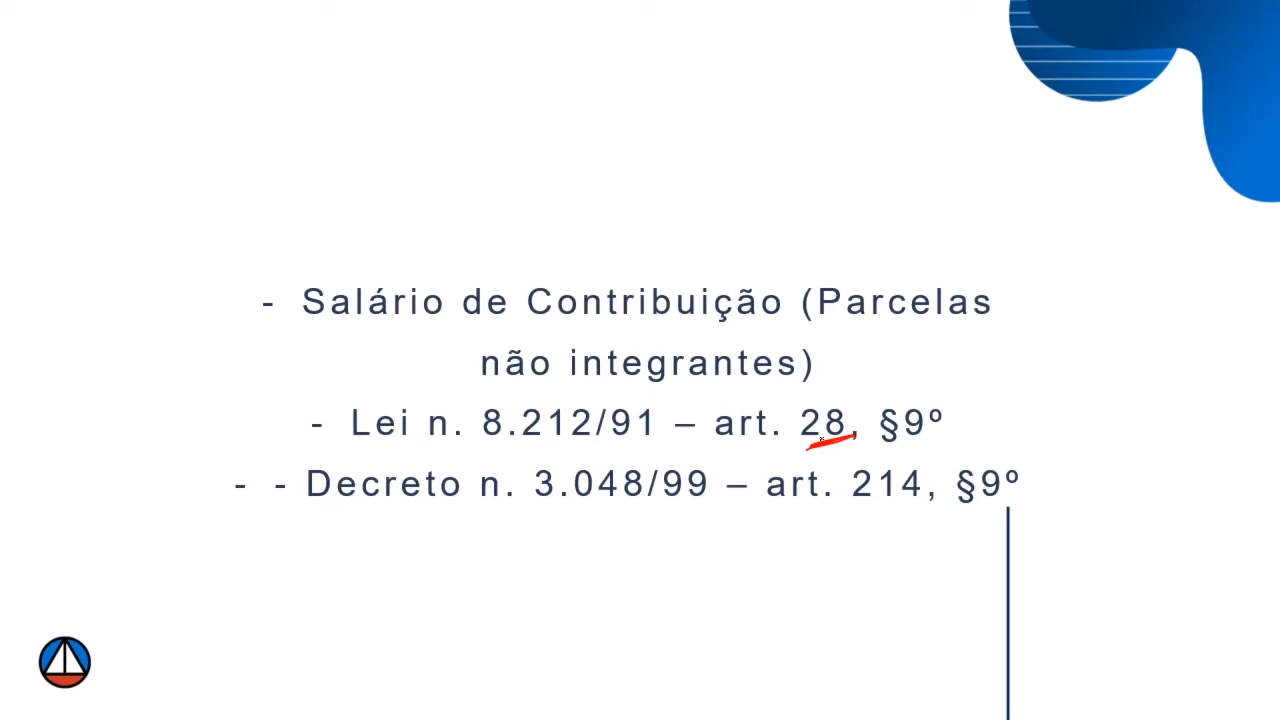 - Salário de Contribuição (Parcelas
não integrantes)
- Lei n. 8.212/91 – art. 28, §9º
- - Decreto n. 3.048/99 – art. 214, §9º